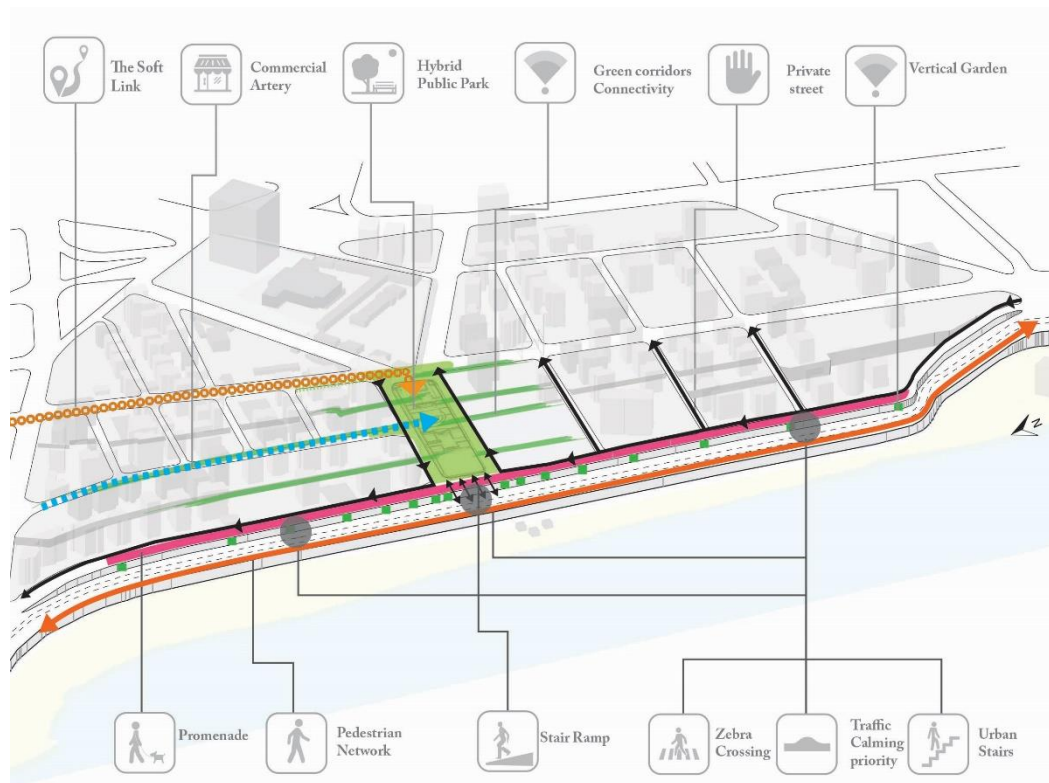 The Soft
Link
Commercial
Artery
Hybrid
Public Park
Green corridors
Connectivity
Private
street
Vertical Garden
N
Promenade
Pedestrian
Network
Stair Ramp
Zebra
Crossing
Traffic
Calming
priority
Urban
Stairs